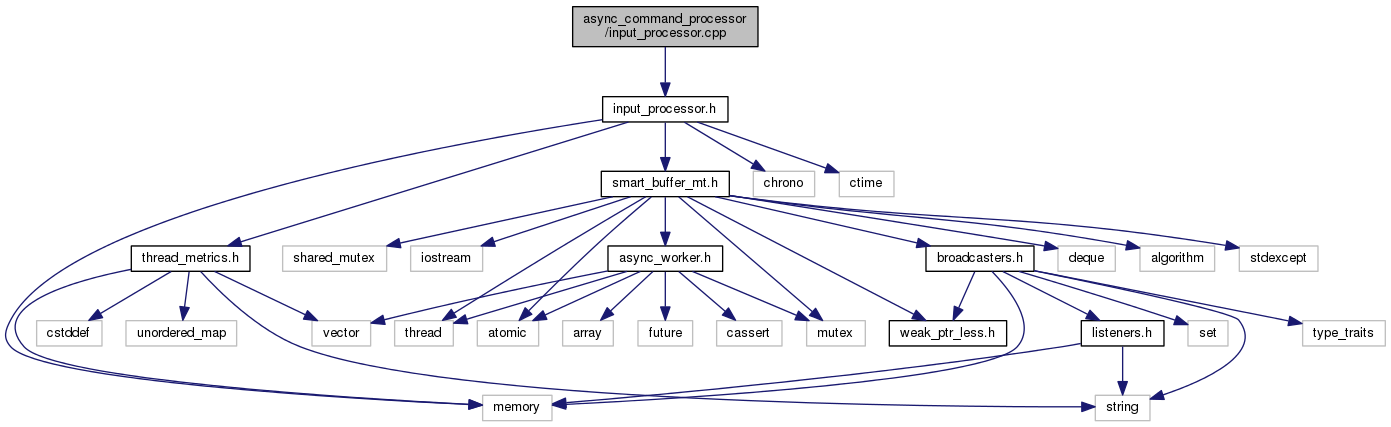 async_command_processor
/input_processor.cpp
input_processor.h
smart_buffer_mt.h
chrono
ctime
thread_metrics.h
shared_mutex
iostream
async_worker.h
broadcasters.h
deque
algorithm
stdexcept
cstddef
unordered_map
vector
thread
atomic
array
future
cassert
mutex
weak_ptr_less.h
listeners.h
set
type_traits
memory
string